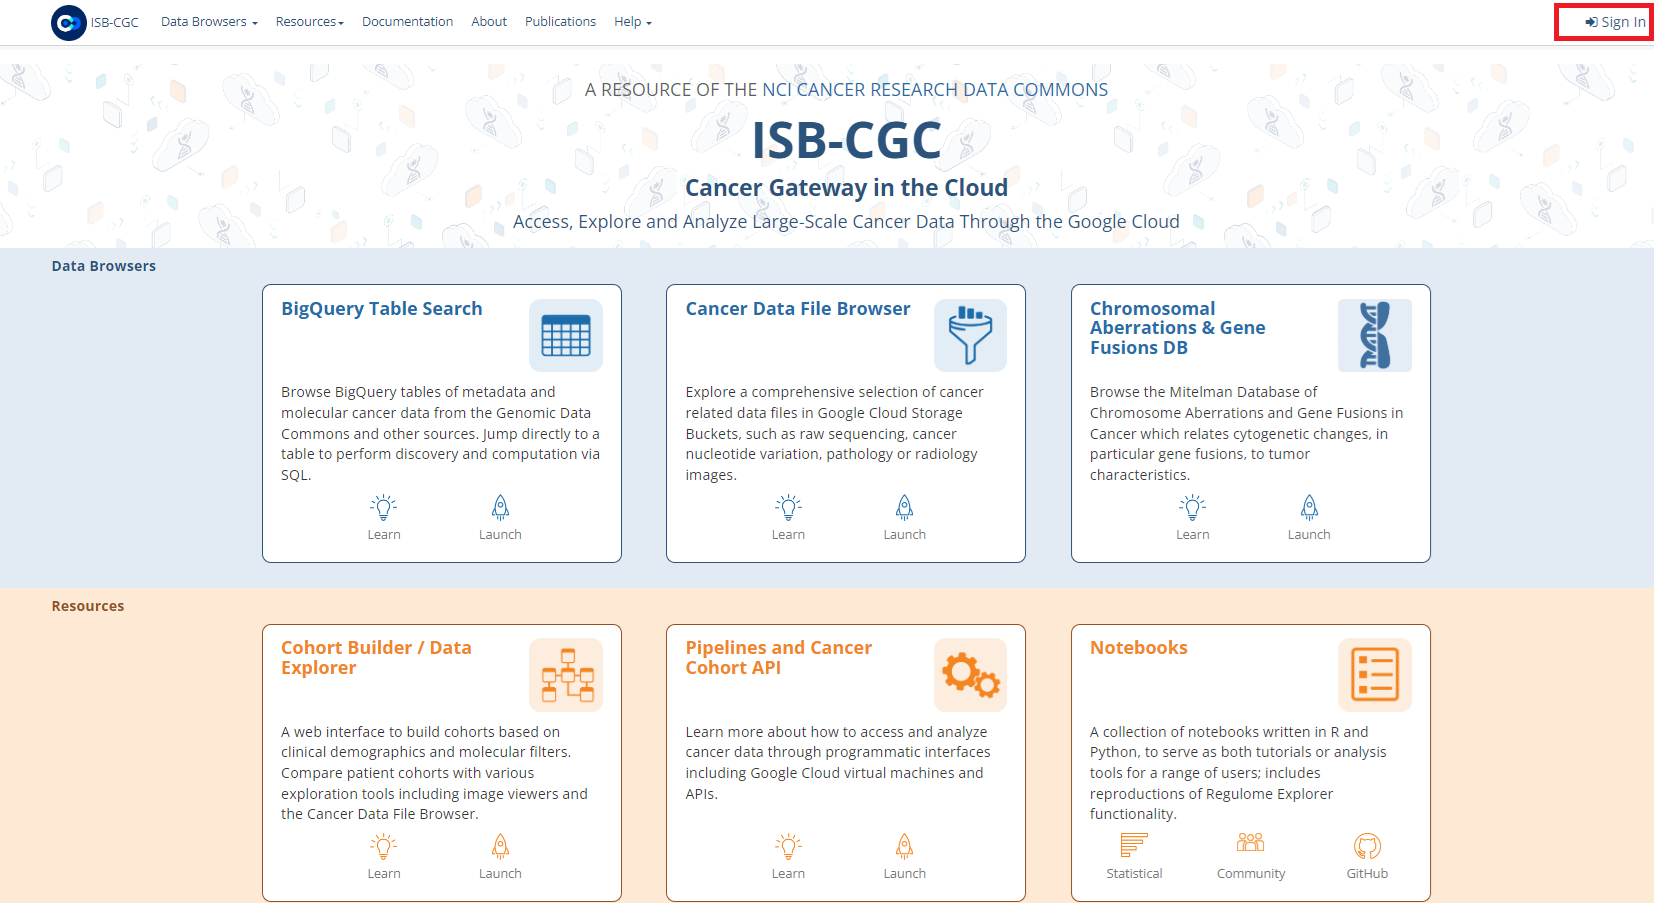 ISB-CGC Data Browsers Resources Documentation About Publications Help Sign In
A RESOURCE OF THE NCI CANCER RESEARCH DATA COMMONS
ISB-CGC
Cancer Gateway in the Cloud
Access, Explore and Analyze Large-Scale Cancer Data Through the Google Cloud
Data Browsers
BigQuery Table Search
Browse BigQuery tables of metadata and
molecular cancer data from the Genomic Data
Commons and other sources. Jump directly to a
table to perform discovery and computation via
SQL.
Learn Launch
Cancer Data File Browser
Explore a comprehensive selection of cancer
related data files in Google Cloud Storage
Buckets, such as raw sequencing, cancer
nucleotide variation, pathology or radiology
images.
Learn Launch
Chromosomal
Aberrations & Gene
Fusions DB
Browse the Mitelman Database of
Chromosome Aberrations and Gene Fusions in
Cancer which relates cytogenetic changes, in
particular gene fusions, to tumor
characteristics.
Learn Launch
Resources
Cohort Builder / Data
Explorer
A web interface to build cohorts based on
clinical demographics and molecular filters.
Compare patient cohorts with various
exploration tools including image viewers and
the Cancer Data File Browser.
Learn Launch
Pipelines and Cancer
Cohort API
Learn more about how to access and analyze
cancer data through programmatic interfaces
including Google Cloud virtual machines and
APIs.
Learn Launch
Notebooks
A collection of notebooks written in R and
Python, to serve as both tutorials or analysis
tools for a range of users; includes
reproductions of Regulome Explorer
functionality.
Statistical Community GitHub